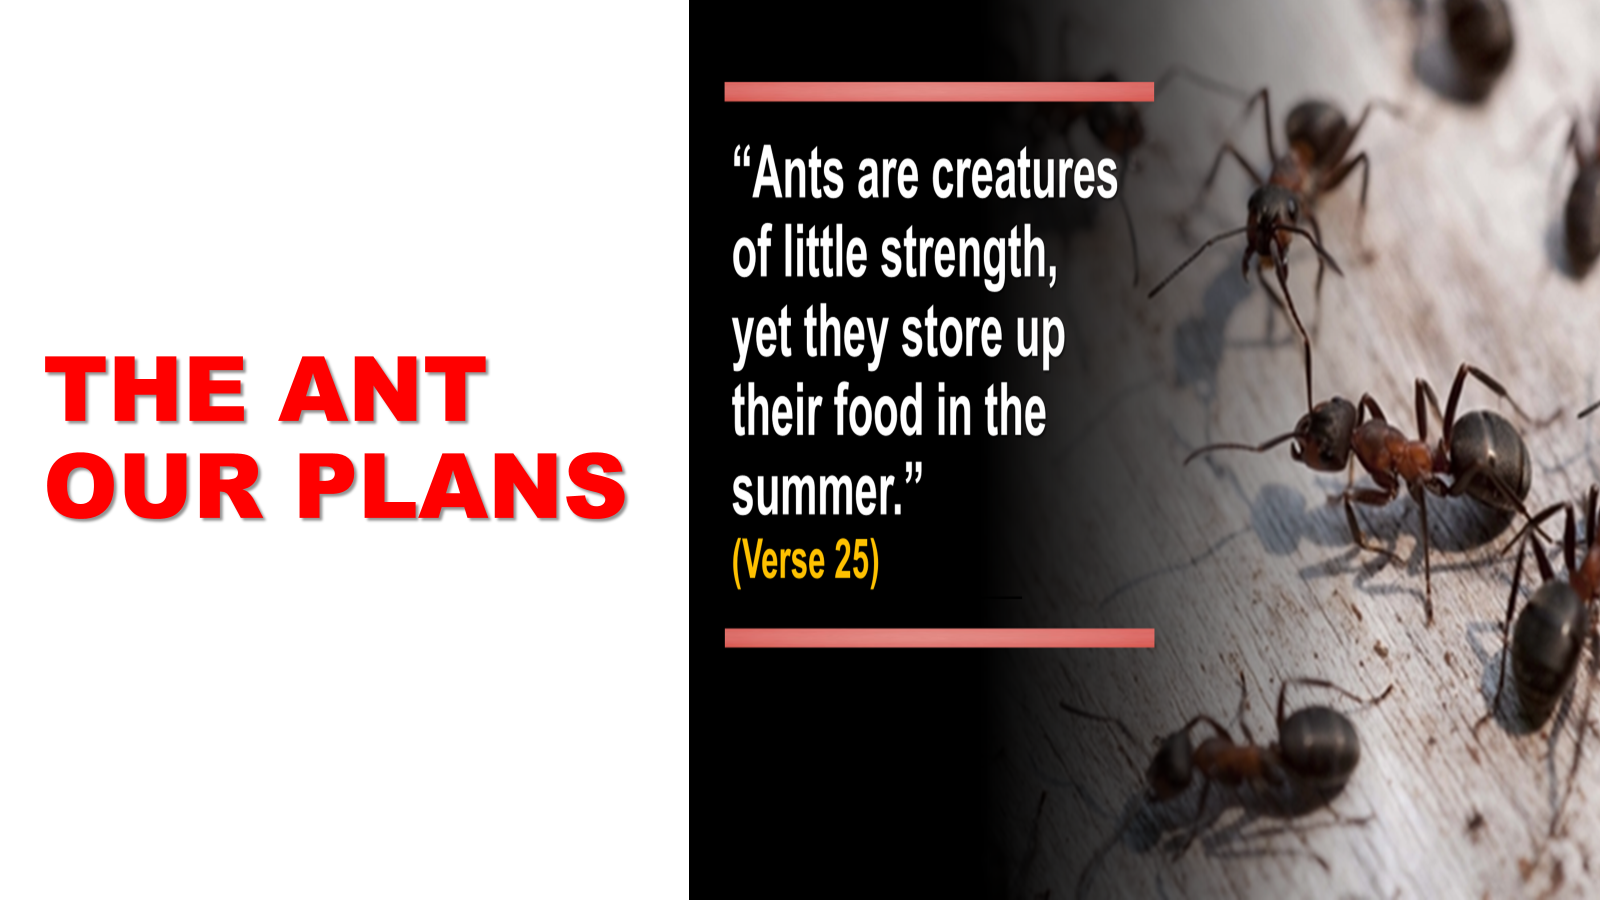 THE ANT
OUR PLANS
“Ants are creatures
of little strength,
yet they store up
their food in the
summer.”
(Verse 25)